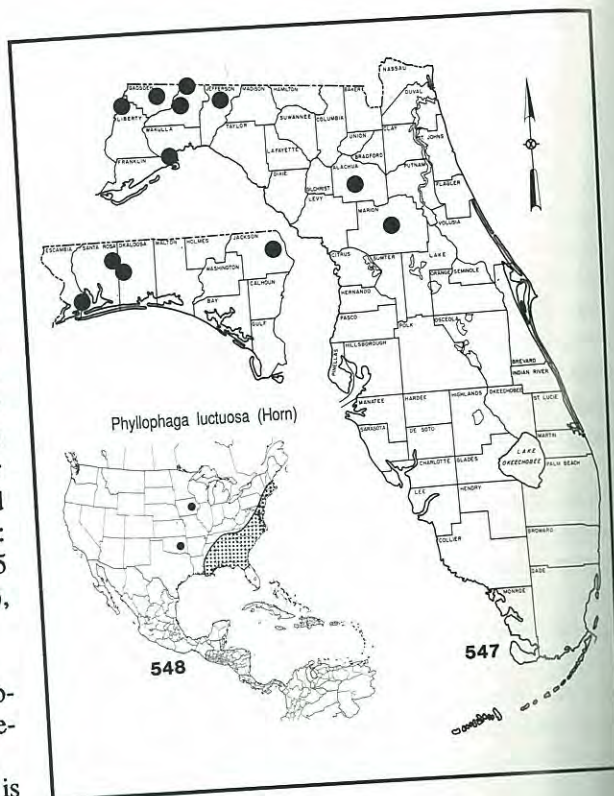 NASSAU
GADSDEN
JEFFERSON
MADISON
HAMILTON
BAKER
DUVAL
LIBERTY
WAKULLA
TAYLOR
SUWANNEE
COLUMBIA
UNION
CLAY
ST. JOHNS
FRANKLIN
LAFAYETTE
BRADFORD
DIXIE
GILCHRIST
ALACHUA
PUTNAM
FLAGLER
LEVY
MARION
VOLUSIA
ESCAMBIA
SANTA ROSA
OKALOOSA
WALTON
HOLMES
JACKSON
WASHINGTON
BAY
CALHOUN
GULF
CITRUS
SUMTER
LAKE
ORANGE
SEMINOLE
HERNANDO
PASCO
POLK
OSCEOLA
BREVARD
PINELLAS
HILLSBOROUGH
INDIAN RIVER
MANATEE
HARDEE
HIGHLANDS
OKEECHOBEE
ST. LUCIE
SARASOTA
DE SOTO
MARTIN
CHARLOTTE
GLADES
LAKE
OKEECHOBEE
PALM BEACH
LEE
HENDRY
COLLIER
BROWARD
MONROE
DADE
Phyllophaga luctuosa (Horn)
548
547
:
5
,
o-
e-
is